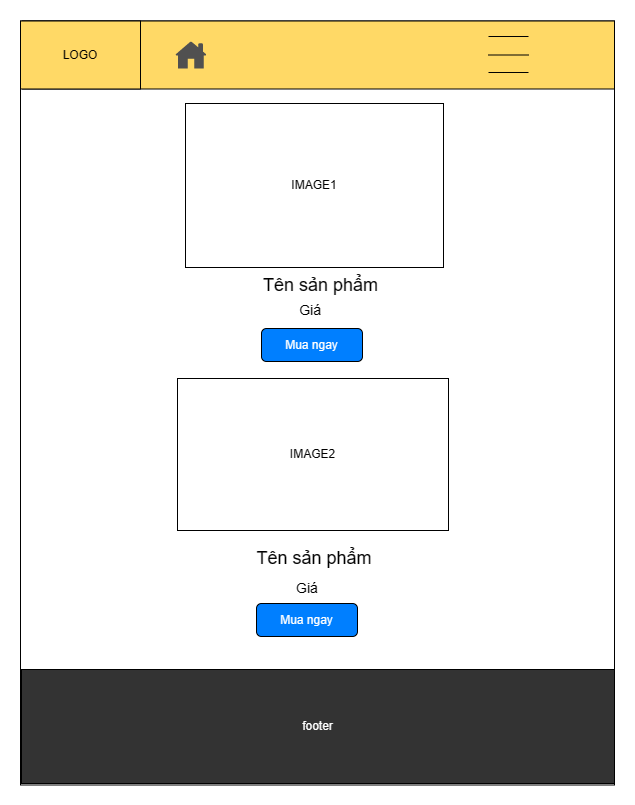 LOGO
IMAGE1
Tên sản phẩm
Giá
Mua ngay
IMAGE2
Tên sản phẩm
Giá
Mua ngay
footer